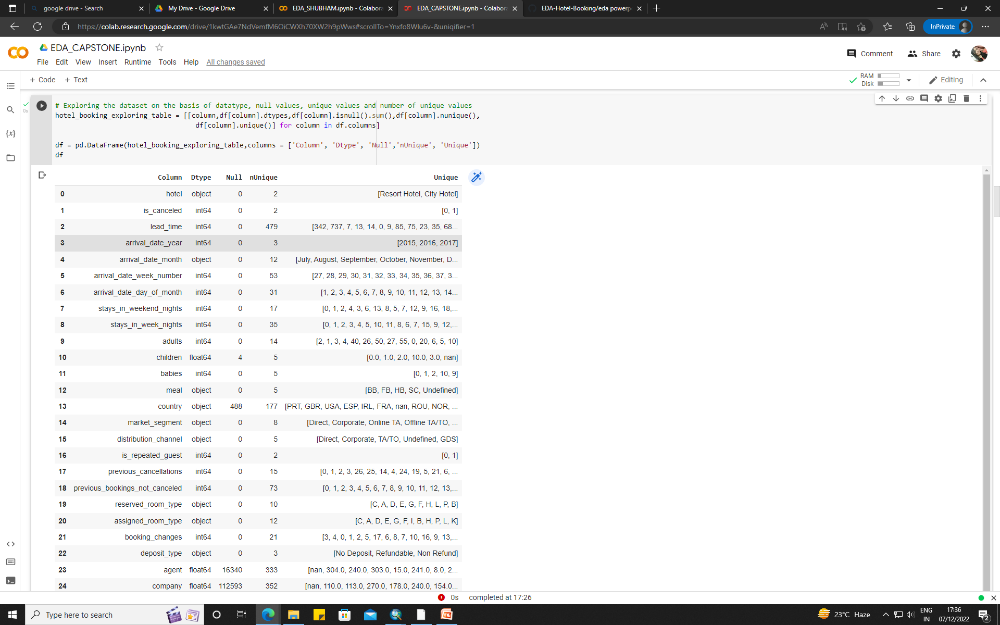 google drive - Search
My Drive - Google Drive
EDA_SHUBHAM.ipynb - Colabora
EDA_CAPSTONE.ipynb - Colabora
EDA-Hotel-Booking/eda powerp
https://colab.research.google.com/drive/1kwtGAe7NdVemfM6OiCWXh70XW2h9pWws#scrollTo=Ynxfo8Wlu6v-&uniqifier=1
InPrivate
EDA_CAPSTONE.ipynb
Comment
Share
File Edit View Insert Runtime Tools Help All changes saved
+ Code + Text
RAM
Disk
Editing
0s
# Exploring the dataset on the basis of datatype, null values, unique values and number of unique values
hotel_booking_exploring_table = [[column,df[column].dtypes,df[column].isnull().sum(),df[column].nunique(),
df[column].unique()] for column in df.columns]
df = pd.DataFrame(hotel_booking_exploring_table,columns = ['Column', 'Dtype', 'Null','nUnique', 'Unique'])
df
{x}
Column Dtype Null nUnique Unique
0 hotel object 0 2 [Resort Hotel, City Hotel]
1 is_canceled int64 0 2 [0, 1]
2 lead_time int64 0 479 [342, 737, 7, 13, 14, 0, 9, 85, 75, 23, 35, 68...
3 arrival_date_year int64 0 3 [2015, 2016, 2017]
4 arrival_date_month object 0 12 [July, August, September, October, November, D...
5 arrival_date_week_number int64 0 53 [27, 28, 29, 30, 31, 32, 33, 34, 35, 36, 37, 3...
6 arrival_date_day_of_month int64 0 31 [1, 2, 3, 4, 5, 6, 7, 8, 9, 10, 11, 12, 13, 14...
7 stays_in_weekend_nights int64 0 17 [0, 1, 2, 4, 3, 6, 13, 8, 5, 7, 12, 9, 16, 18,...
8 stays_in_week_nights int64 0 35 [0, 1, 2, 3, 4, 5, 10, 11, 8, 6, 7, 15, 9, 12,...
9 adults int64 0 14 [2, 1, 3, 4, 40, 26, 50, 27, 55, 0, 20, 6, 5, 10]
10 children float64 4 5 [0.0, 1.0, 2.0, 10.0, 3.0, nan]
11 babies int64 0 5 [0, 1, 2, 10, 9]
12 meal object 0 5 [BB, FB, HB, SC, Undefined]
13 country object 488 177 [PRT, GBR, USA, ESP, IRL, FRA, nan, ROU, NOR, ...
14 market_segment object 0 8 [Direct, Corporate, Online TA, Offline TA/TO, ...
15 distribution_channel object 0 5 [Direct, Corporate, TA/TO, Undefined, GDS]
16 is_repeated_guest int64 0 2 [0, 1]
17 previous_cancellations int64 0 15 [0, 1, 2, 3, 26, 25, 14, 4, 24, 19, 5, 21, 6, ...
18 previous_bookings_not_canceled int64 0 73 [0, 1, 2, 3, 4, 5, 6, 7, 8, 9, 10, 11, 12, 13,...
19 reserved_room_type object 0 10 [C, A, D, E, G, F, H, L, P, B]
20 assigned_room_type object 0 12 [C, A, D, E, G, F, I, B, H, P, L, K]
21 booking_changes int64 0 21 [3, 4, 0, 1, 2, 5, 17, 6, 8, 7, 10, 16, 9, 13,...
22 deposit_type object 0 3 [No Deposit, Refundable, Non Refund]
23 agent float64 16340 333 [nan, 304.0, 240.0, 303.0, 15.0, 241.0, 8.0, 2...
24 company float64 112593 352 [nan, 110.0, 113.0, 270.0, 178.0, 240.0, 154.0...
0s completed at 17:26
Type here to search
23°C Haze
ENG
IN
17:36
07/12/2022
2